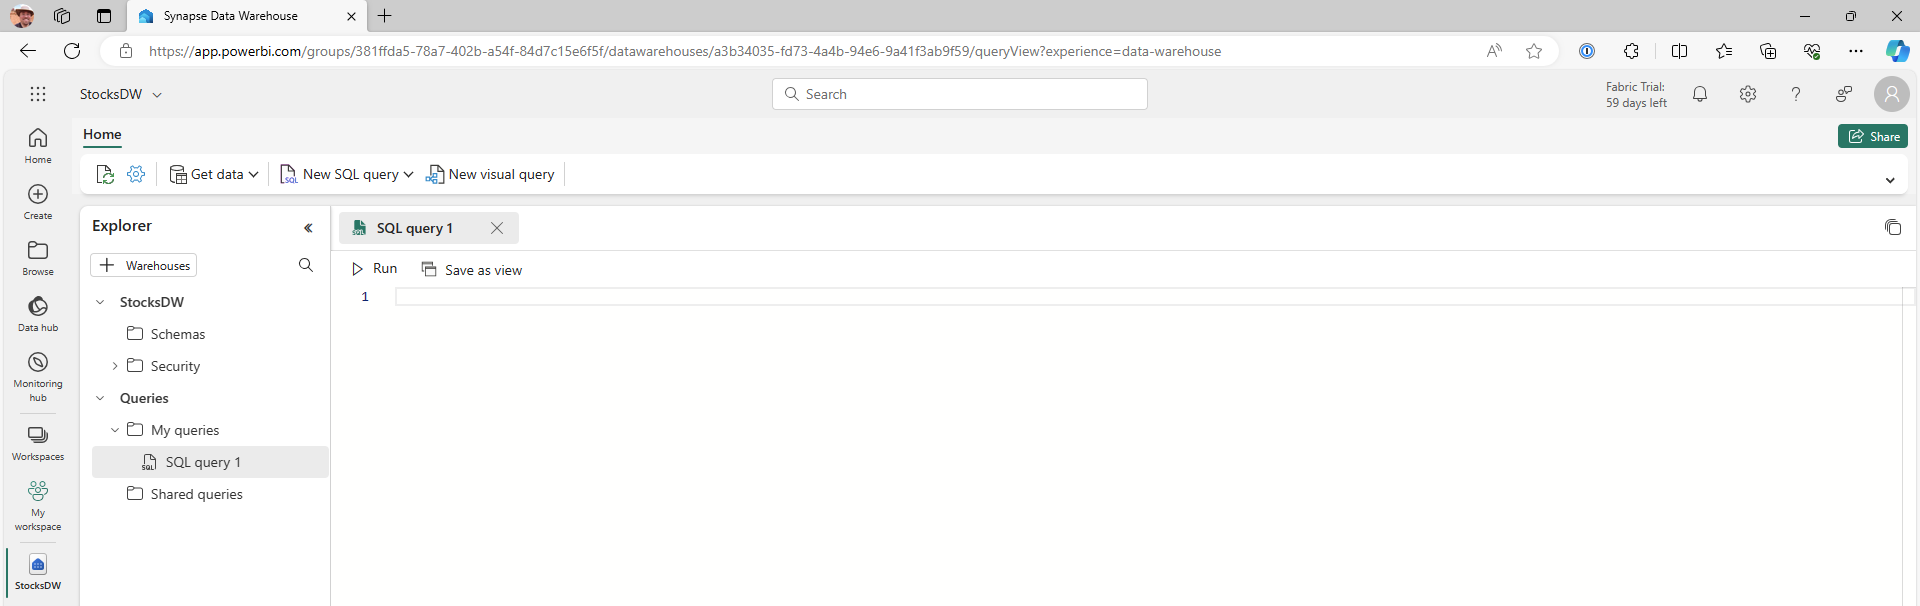 Synapse Data Warehouse
https://app.powerbi.com/groups/381ffda5-78a7-402b-a54f-84d7c15e6f5f/datawarehouses/a3b34035-fd73-4a4b-94e6-9a41f3ab9f59/queryView?experience=data-warehouse
StocksDW
Search
Fabric Trial:
59 days left
Home
Share
Get data
New SQL query
New visual query
Home
Create
Browse
Data hub
Monitoring
hub
Workspaces
My
workspace
StocksDW
Explorer
Warehouses
StocksDW
Schemas
Security
Queries
My queries
SQL query 1
Shared queries
SQL query 1
Run
Save as view
1